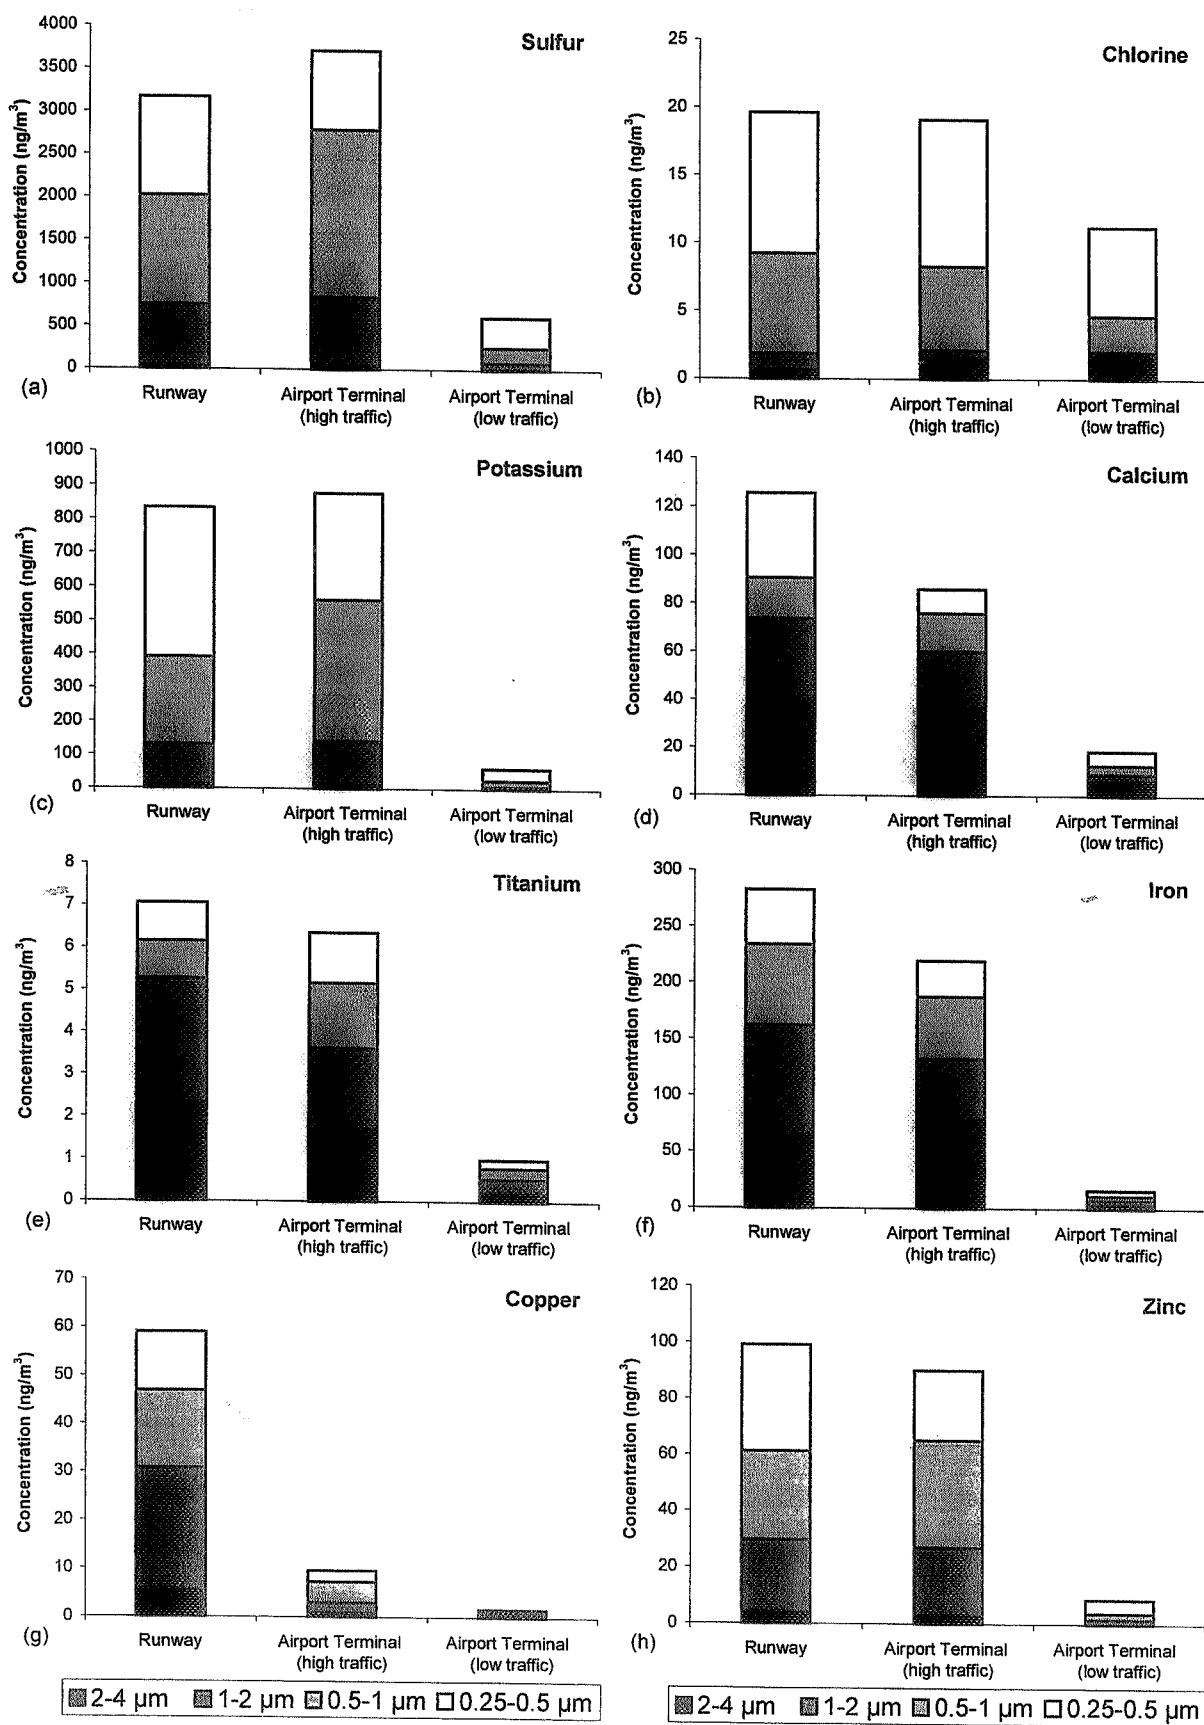 Sulfur
Concentration (ng/m³)
4000
3500
3000
2500
2000
1500
1000
500
0
(a)
Runway
Airport Terminal
(high traffic)
Airport Terminal
(low traffic)
Chlorine
Concentration (ng/m³)
25
20
15
10
5
0
(b)
Runway
Airport Terminal
(high traffic)
Airport Terminal
(low traffic)
Potassium
Concentration (ng/m³)
1000
900
800
700
600
500
400
300
200
100
0
(c)
Runway
Airport Terminal
(high traffic)
Airport Terminal
(low traffic)
Calcium
Concentration (ng/m³)
140
120
100
80
60
40
20
0
(d)
Runway
Airport Terminal
(high traffic)
Airport Terminal
(low traffic)
Titanium
Concentration (ng/m³)
8
7
6
5
4
3
2
1
0
(e)
Runway
Airport Terminal
(high traffic)
Airport Terminal
(low traffic)
Iron
Concentration (ng/m³)
300
250
200
150
100
50
0
(f)
Runway
Airport Terminal
(high traffic)
Airport Terminal
(low traffic)
Copper
Concentration (ng/m³)
70
60
50
40
30
20
10
0
(g)
Runway
Airport Terminal
(high traffic)
Airport Terminal
(low traffic)
Zinc
Concentration (ng/m³)
120
100
80
60
40
20
0
(h)
Runway
Airport Terminal
(high traffic)
Airport Terminal
(low traffic)
2-4 µm 1-2 µm 0.5-1 µm 0.25-0.5 µm
2-4 µm 1-2 µm 0.5-1 µm 0.25-0.5 µm